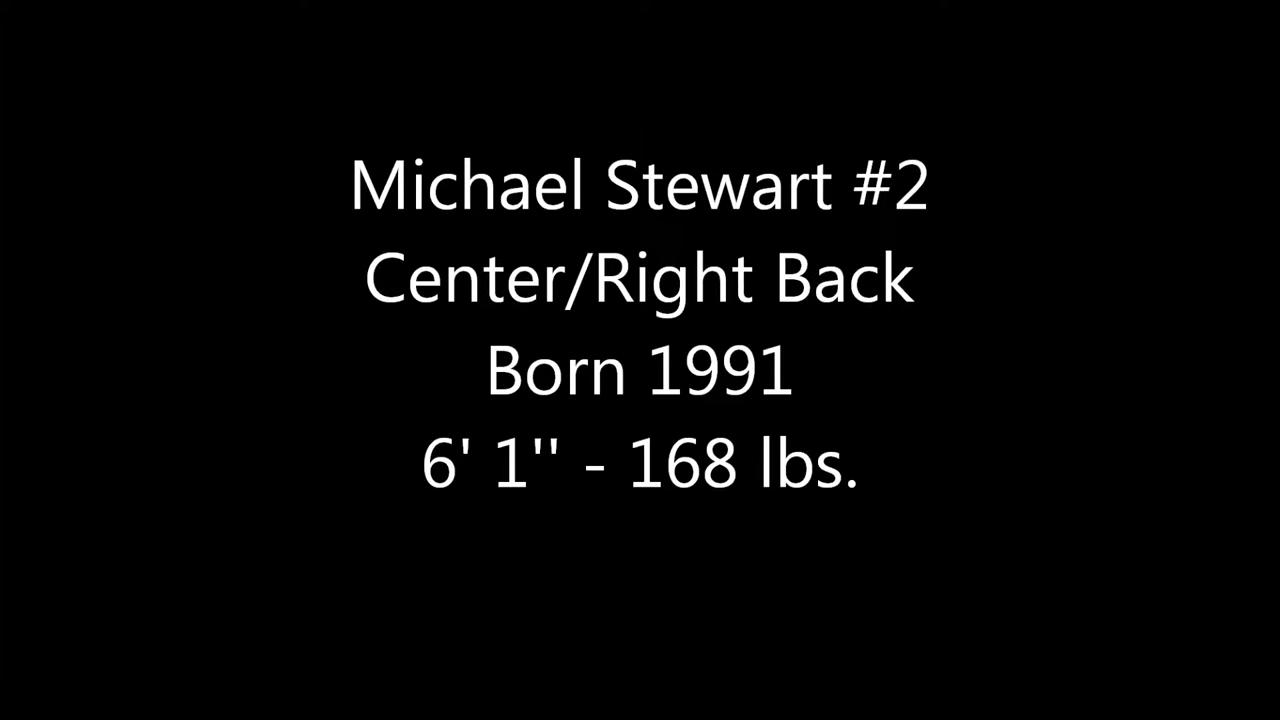 Michael Stewart #2
Center/Right Back
Born 1991
6' 1'' - 168 lbs.